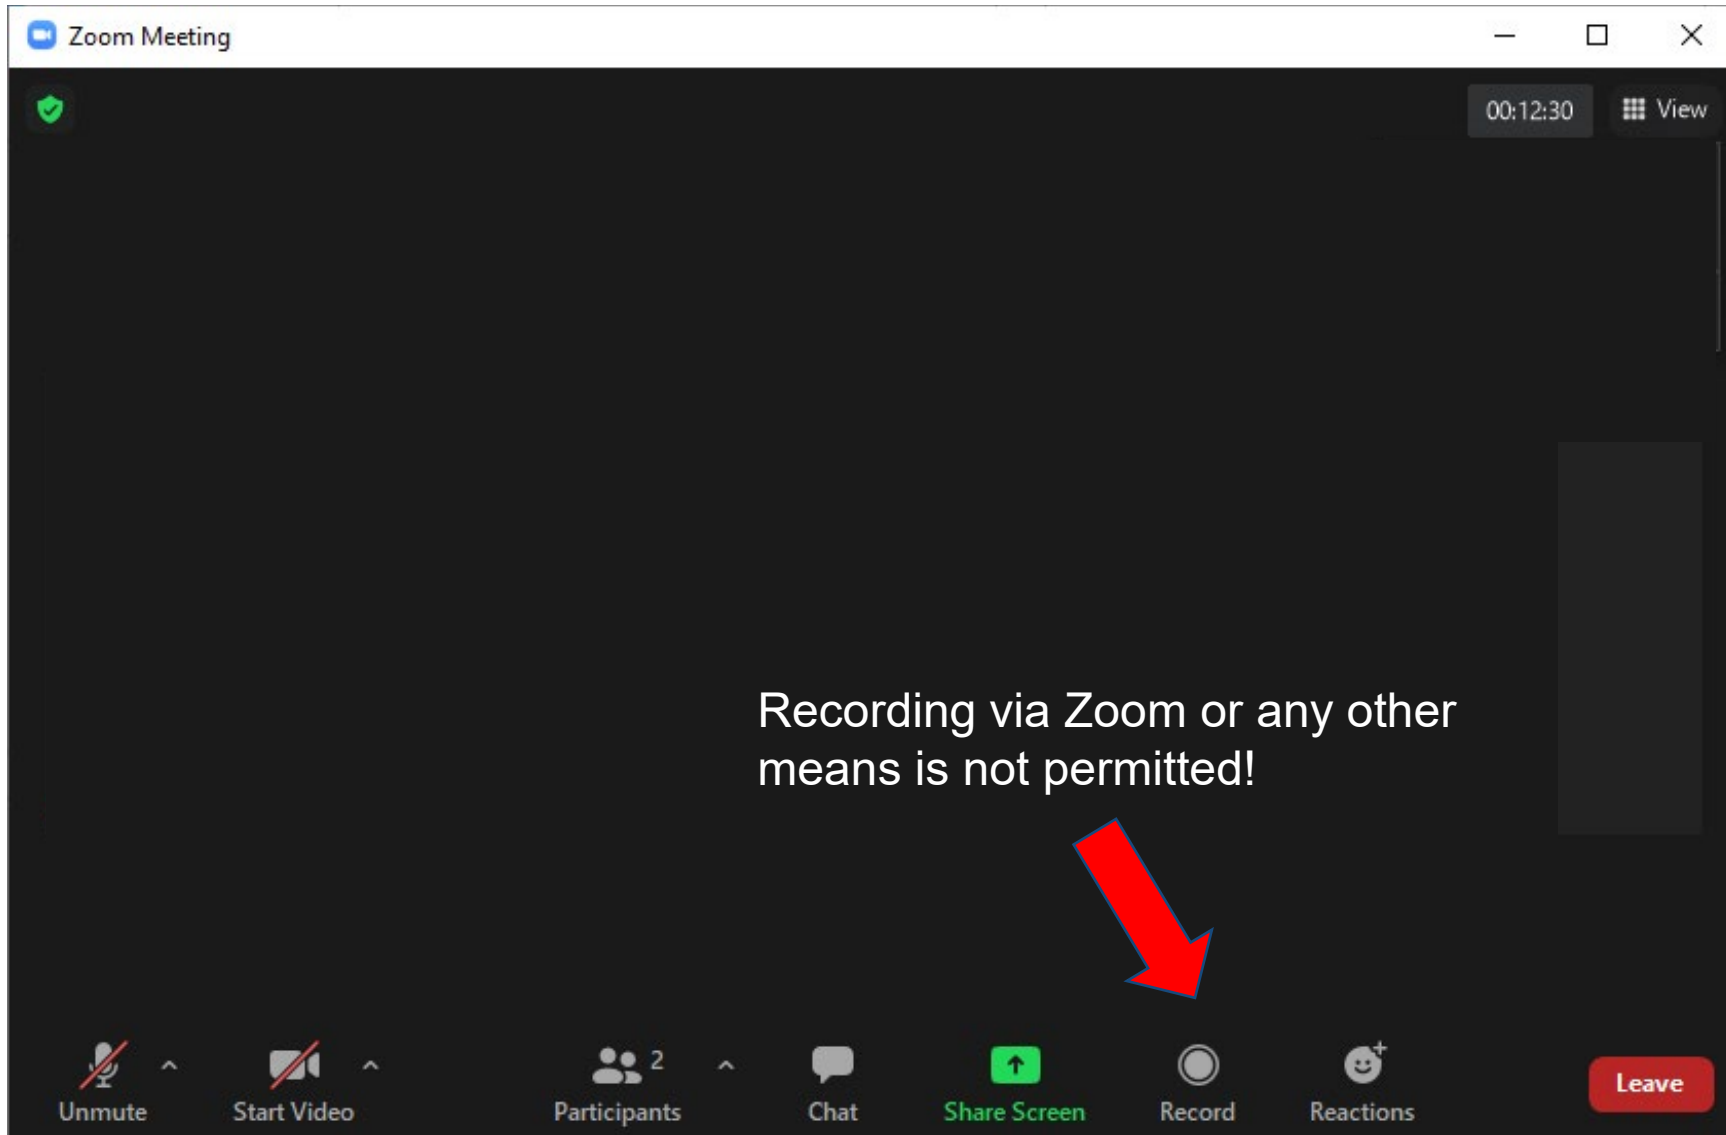 Zoom Meeting
00:12:30
View
Recording via Zoom or any other
means is not permitted!
2
Unmute
Start Video
Participants
Chat
Share Screen
Record
Reactions
Leave